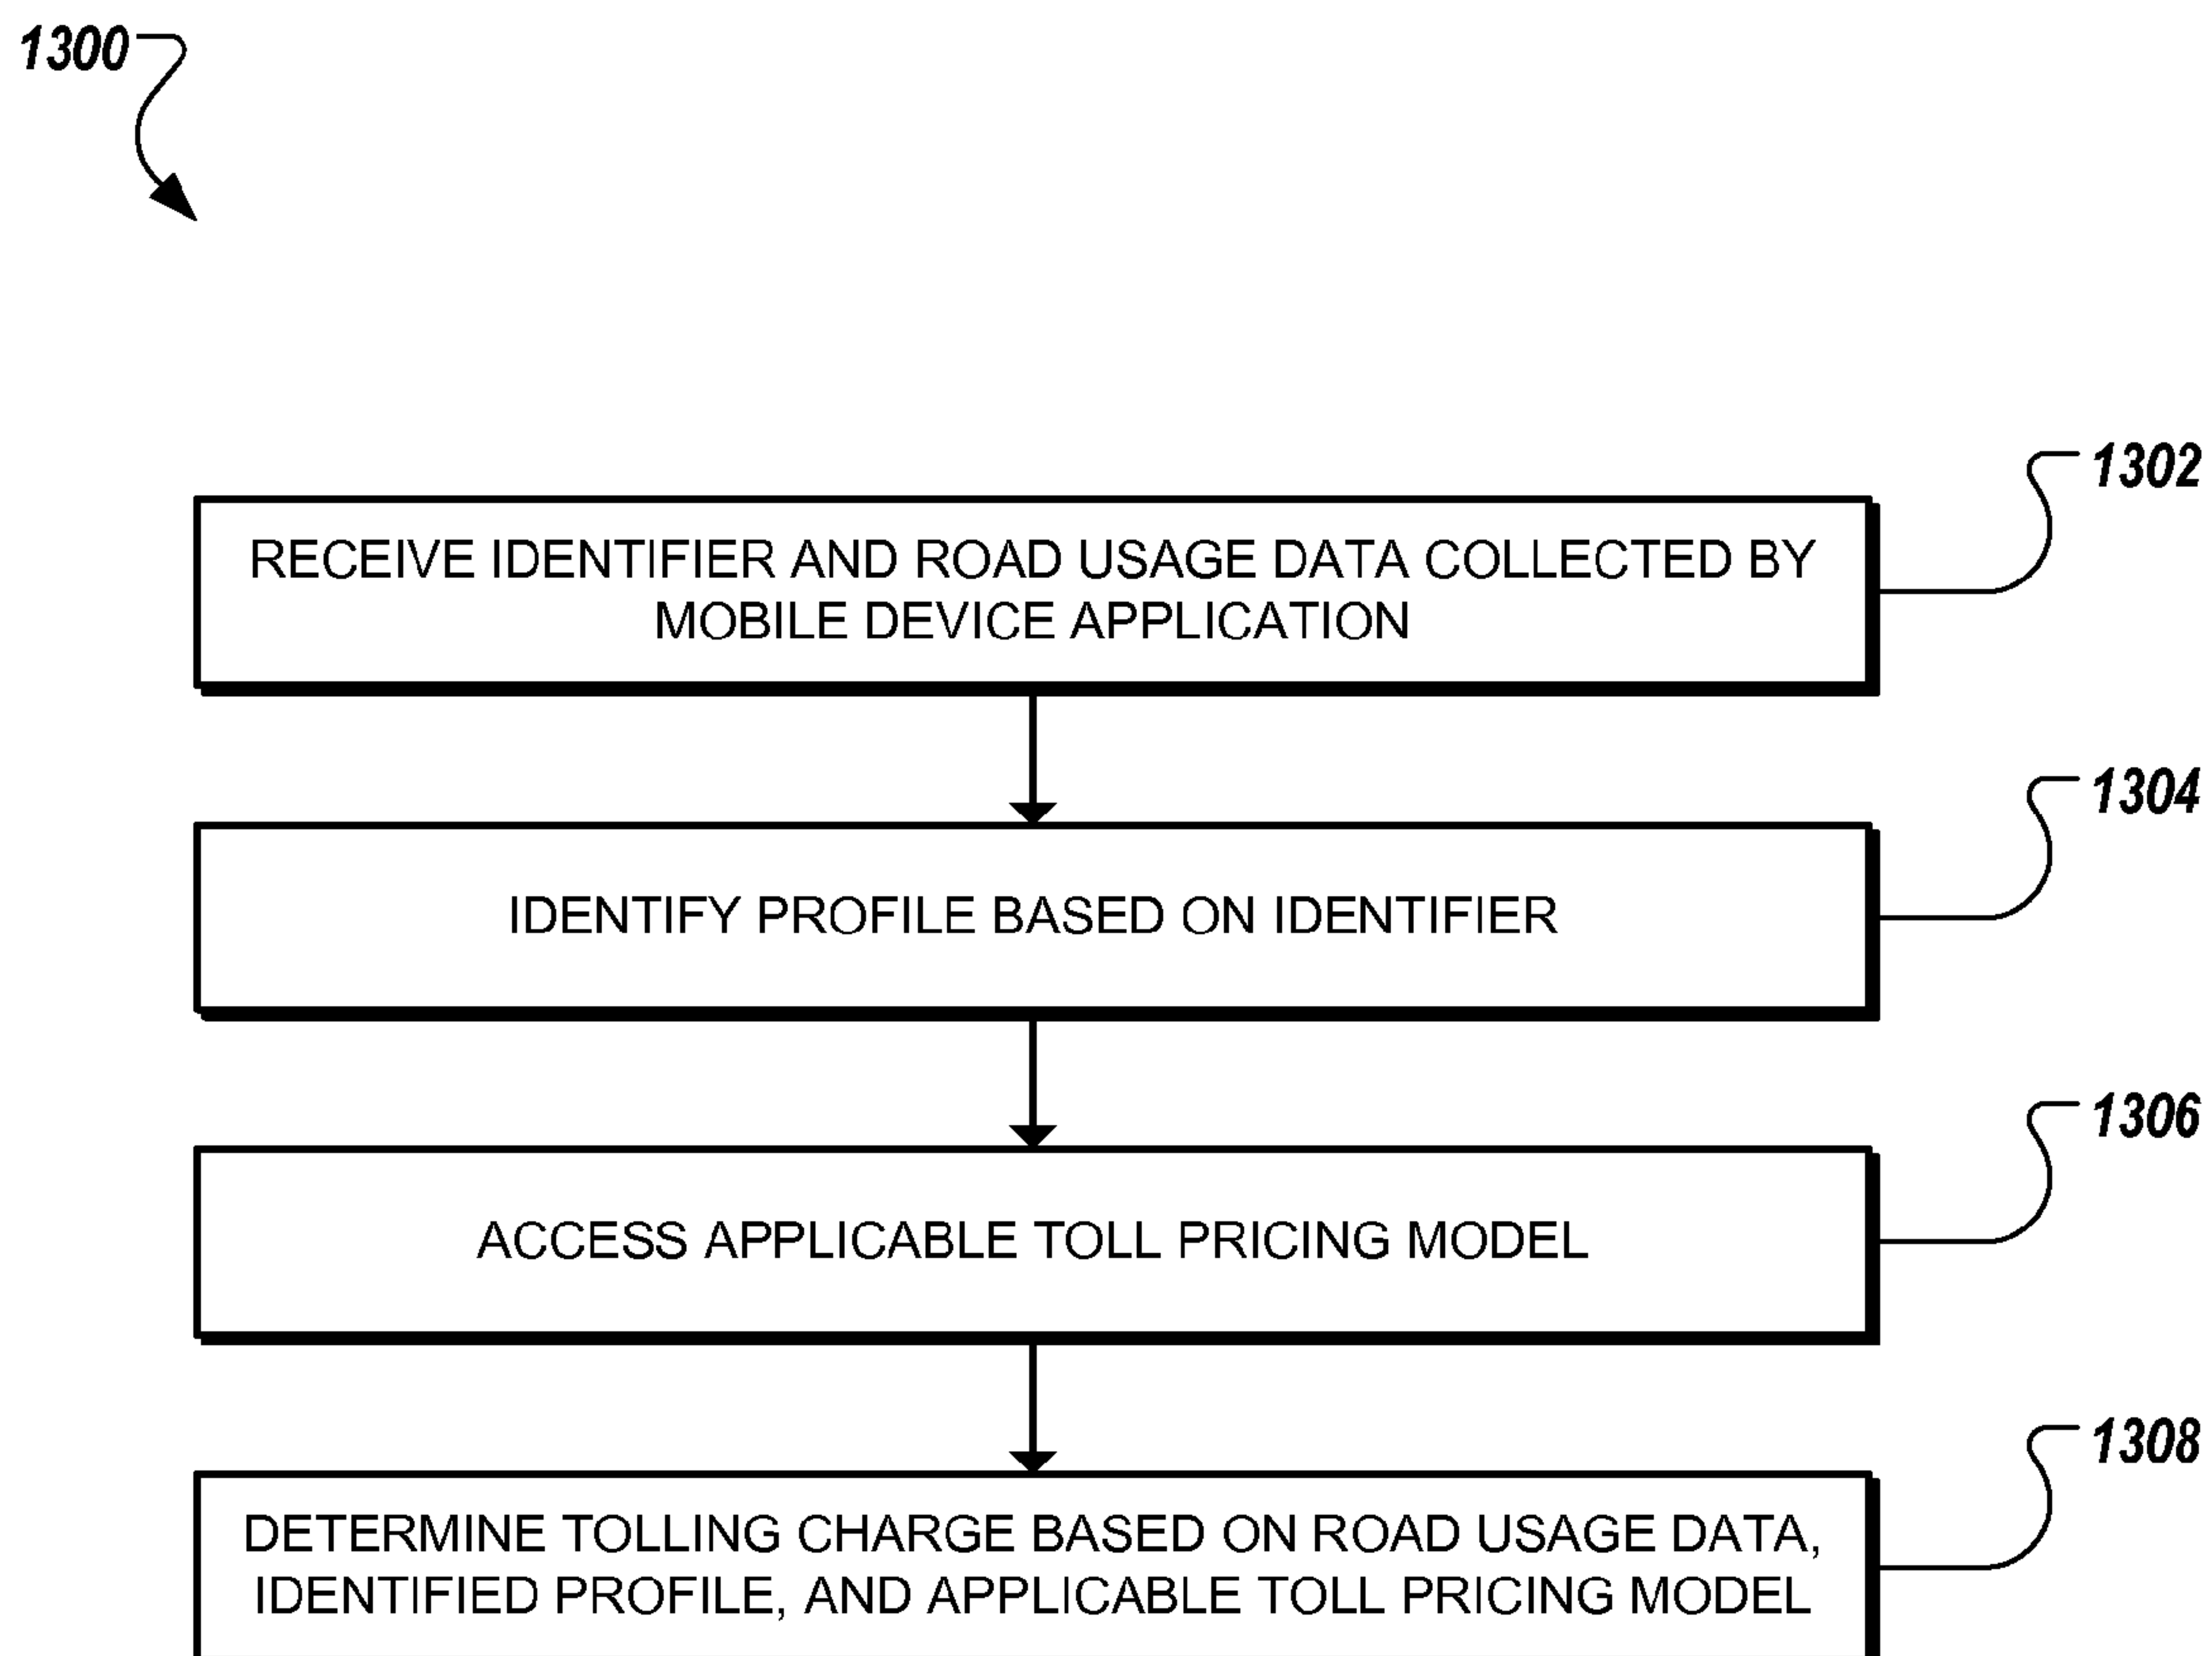 1300
1302
RECEIVE IDENTIFIER AND ROAD USAGE DATA COLLECTED BY
MOBILE DEVICE APPLICATION
1304
IDENTIFY PROFILE BASED ON IDENTIFIER
1306
ACCESS APPLICABLE TOLL PRICING MODEL
1308
DETERMINE TOLLING CHARGE BASED ON ROAD USAGE DATA,
IDENTIFIED PROFILE, AND APPLICABLE TOLL PRICING MODEL